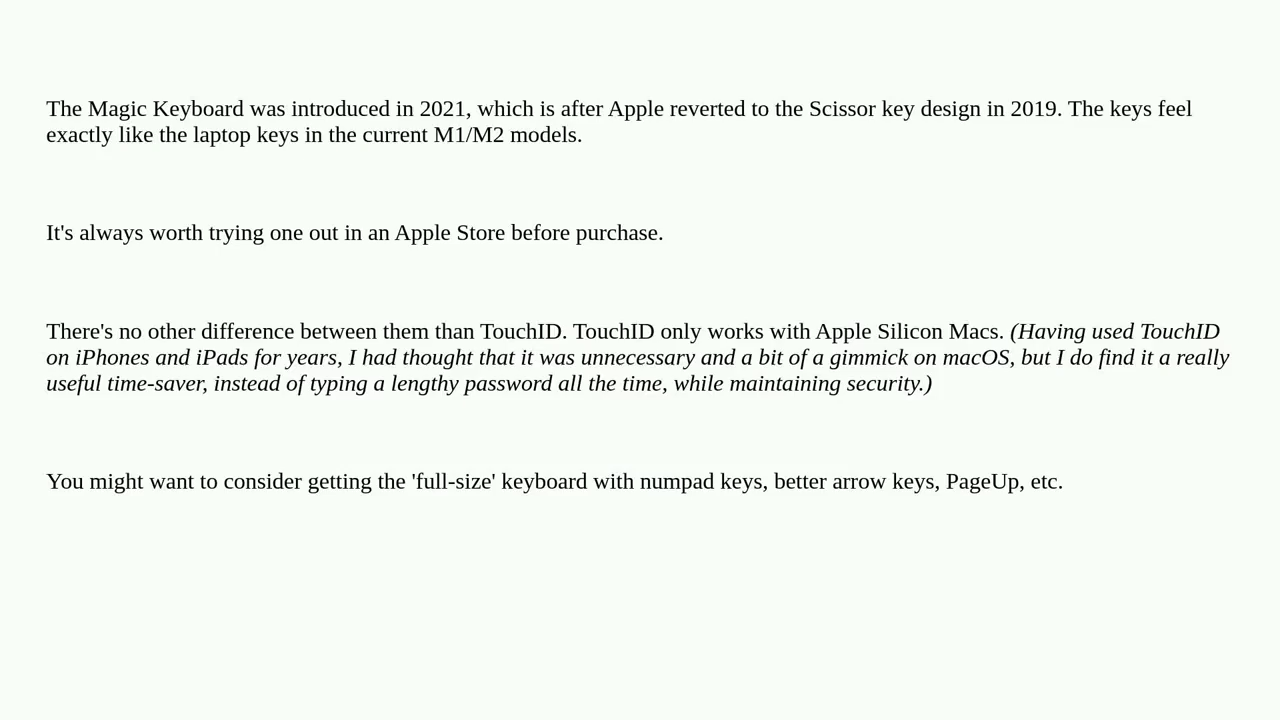 The Magic Keyboard was introduced in 2021, which is after Apple reverted to the Scissor key design in 2019. The keys feel
exactly like the laptop keys in the current M1/M2 models.
It's always worth trying one out in an Apple Store before purchase.
There's no other difference between them than TouchID. TouchID only works with Apple Silicon Macs. (Having used TouchID
on iPhones and iPads for years, I had thought that it was unnecessary and a bit of a gimmick on macOS, but I do find it a really
useful time-saver, instead of typing a lengthy password all the time, while maintaining security.)
You might want to consider getting the 'full-size' keyboard with numpad keys, better arrow keys, PageUp, etc.